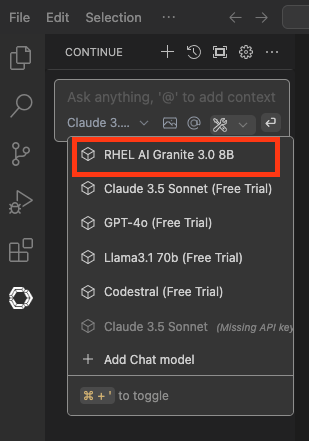 File Edit Selection
CONTINUE
Ask anything, '@' to add context
Claude 3....
RHEL AI Granite 3.0 8B
Claude 3.5 Sonnet (Free Trial)
GPT-4o (Free Trial)
Llama3.1 70b (Free Trial)
Codestral (Free Trial)
Claude 3.5 Sonnet (Missing API key
+ Add Chat model
⌘ + ' to toggle